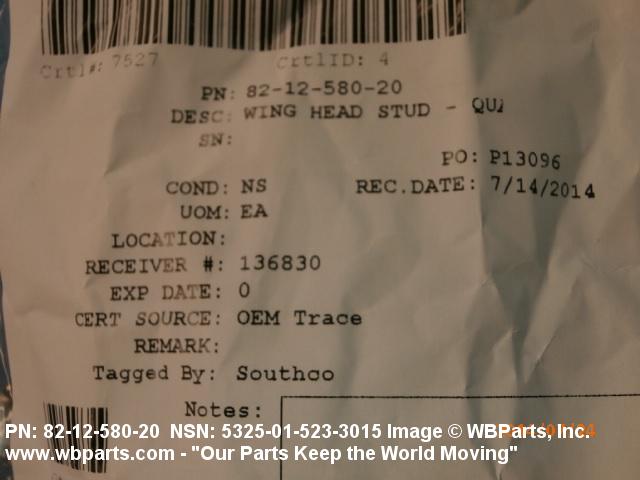 Crtl#: 7527 CrtlID: 4
PN: 82-12-580-20
DESC: WING HEAD STUD - QU
SN:
PO: P13096
COND: NS REC.DATE: 7/14/2014
UOM: EA
LOCATION:
RECEIVER #: 136830
EXP DATE: 0
CERT SOURCE: OEM Trace
REMARK:
Tagged By: Southco
Notes:
PN: 82-12-580-20 NSN: 5325-01-523-3015 Image © WBParts, Inc.
www.wbparts.com - "Our Parts Keep the World Moving"